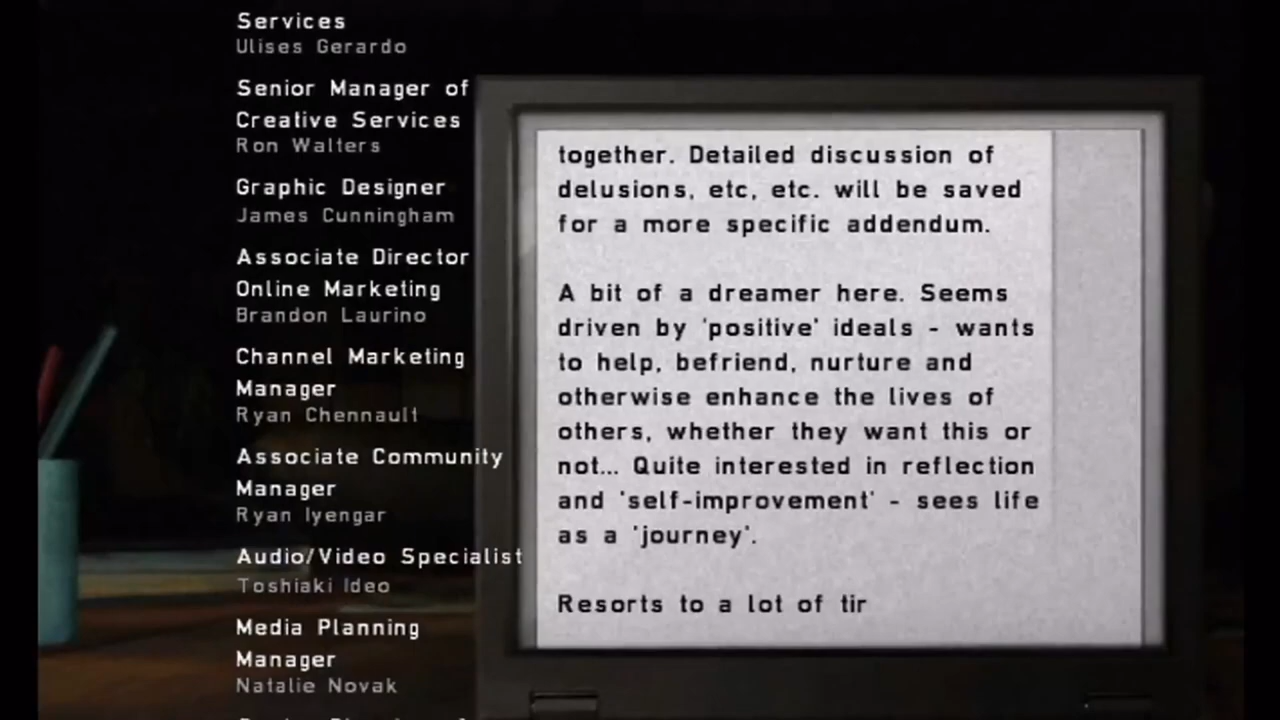 Services
Ulises Gerardo
Senior Manager of
Creative Services
Ron Walters
Graphic Designer
James Cunningham
Associate Director
Online Marketing
Brandon Laurino
Channel Marketing
Manager
Ryan Chennault
Associate Community
Manager
Ryan Iyengar
Audio/Video Specialist
Toshiaki Ideo
Media Planning
Manager
Natalie Novak
together. Detailed discussion of
delusions, etc, etc. will be saved
for a more specific addendum.
A bit of a dreamer here. Seems
driven by 'positive' ideals - wants
to help, befriend, nurture and
otherwise enhance the lives of
others, whether they want this or
not... Quite interested in reflection
and 'self-improvement' - sees life
as a 'journey'.
Resorts to a lot of tir